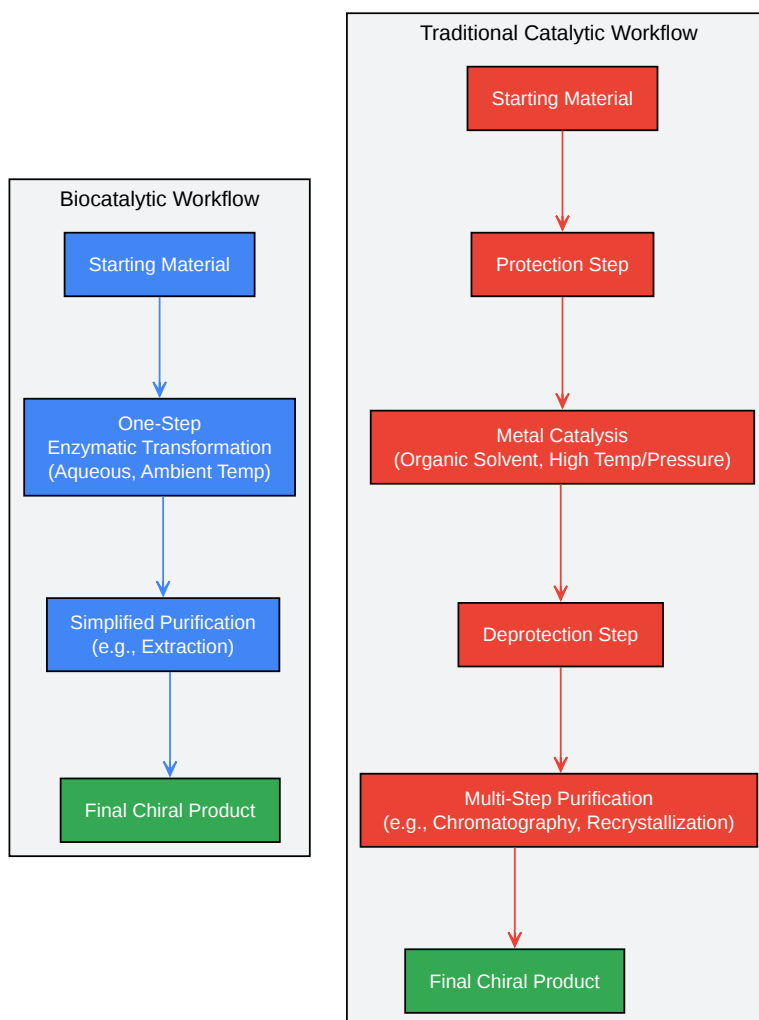 Biocatalytic Workflow
Starting Material
One-Step
Enzymatic Transformation
(Aqueous, Ambient Temp)
Simplified Purification
(e.g., Extraction)
Final Chiral Product
Traditional Catalytic Workflow
Starting Material
Protection Step
Metal Catalysis
(Organic Solvent, High Temp/Pressure)
Deprotection Step
Multi-Step Purification
(e.g., Chromatography, Recrystallization)
Final Chiral Product